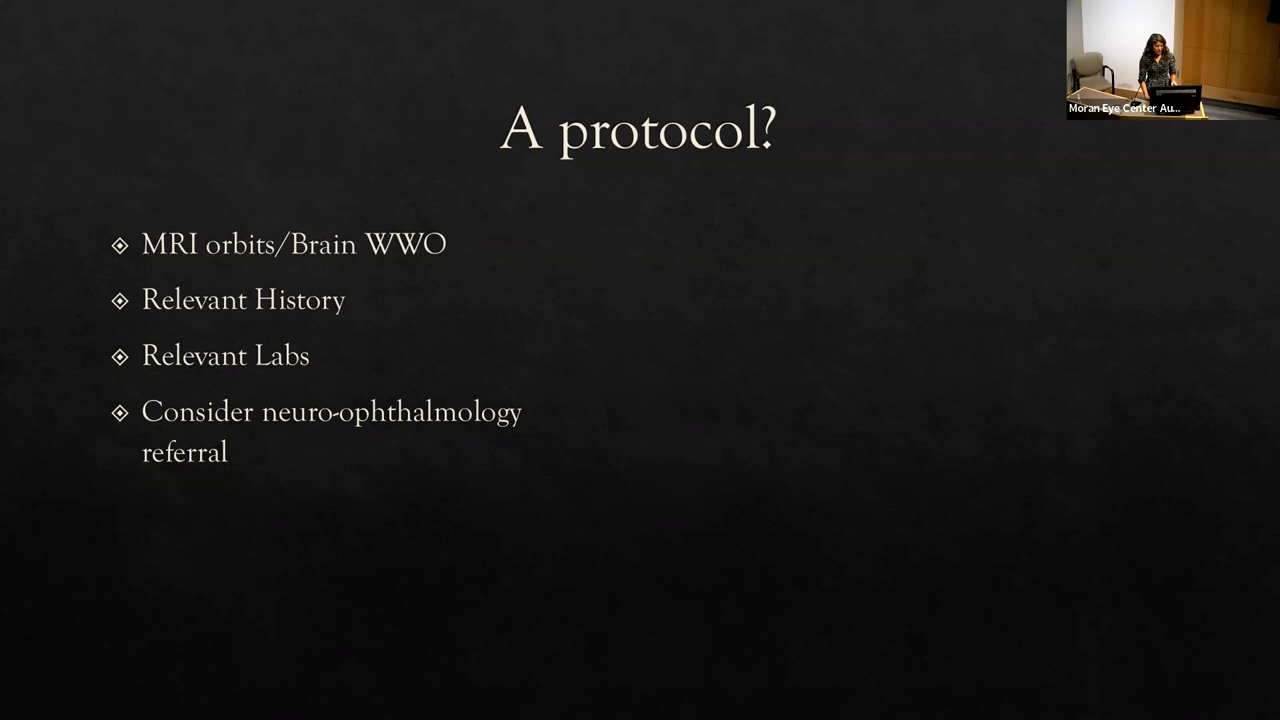 A protocol?
MRI orbits/Brain WWO
Relevant History
Relevant Labs
Consider neuro-ophthalmology
referral
Moran Eye Center Au...